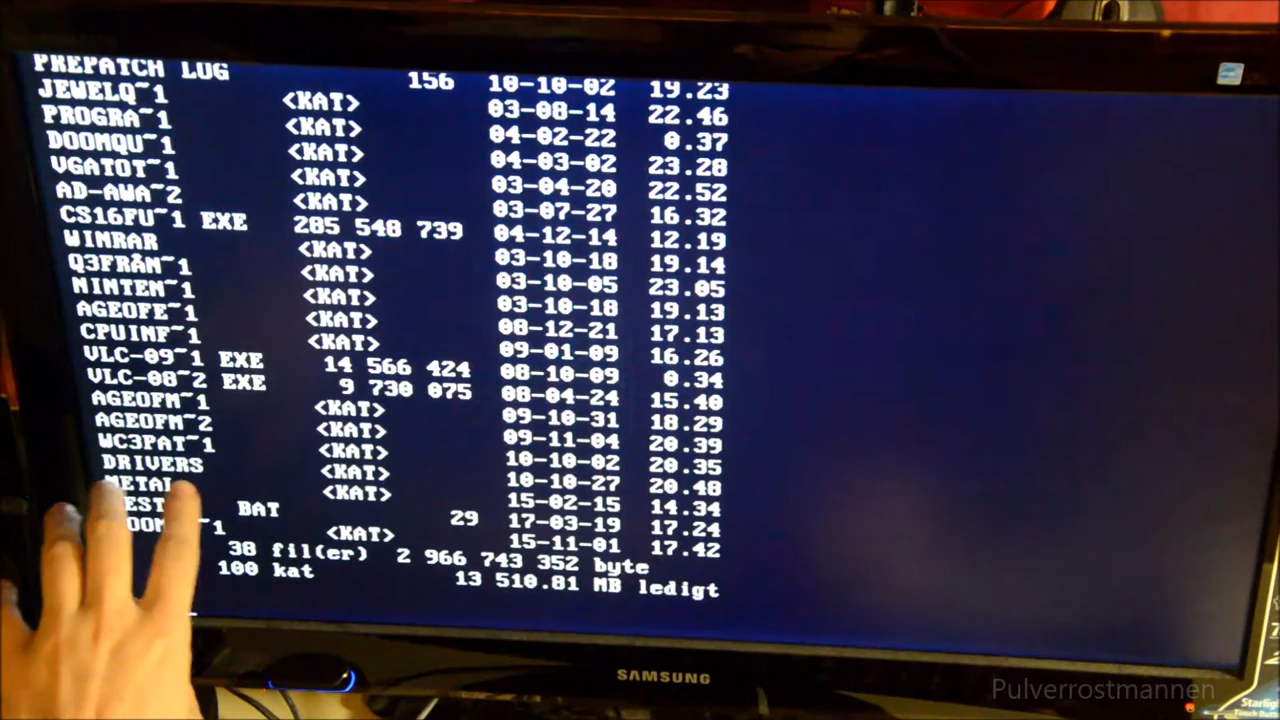 PREPATCH LOG 156 10-10-02 19.23
JEWELQ~1 <KAT> 03-08-14 22.46
PROGRA~1 <KAT> 04-02-22 0.37
DOOMQU~1 <KAT> 04-03-02 23.28
VGATOT~1 <KAT> 03-04-20 22.52
AD-AWA~2 <KAT> 03-07-27 16.32
CS16FU~1 EXE 285 548 739 04-12-14 12.19
WINRAR <KAT> 03-10-18 19.14
Q3FRÅM~1 <KAT> 03-10-05 23.05
NINTEN~1 <KAT> 03-10-18 19.13
AGEOFE~1 <KAT> 08-12-21 17.13
CPUINF~1 <KAT> 09-01-09 16.26
VLC-09~1 EXE 14 566 424 08-10-09 0.34
VLC-08~2 EXE 9 730 075 08-04-24 15.40
AGEOFM~1 <KAT> 09-10-31 18.29
AGEOFM~2 <KAT> 09-11-04 20.39
WC3PAT~1 <KAT> 10-10-02 20.35
DRIVERS <KAT> 10-10-27 20.48
METAL <KAT> 15-02-15 14.34
BAT 29 17-03-19 17.24
<KAT> 15-11-01 17.42
38 fil(er) 2 966 743 352 byte
100 kat 13 510.81 MB ledigt
SAMSUNG
Pulverrostmannen